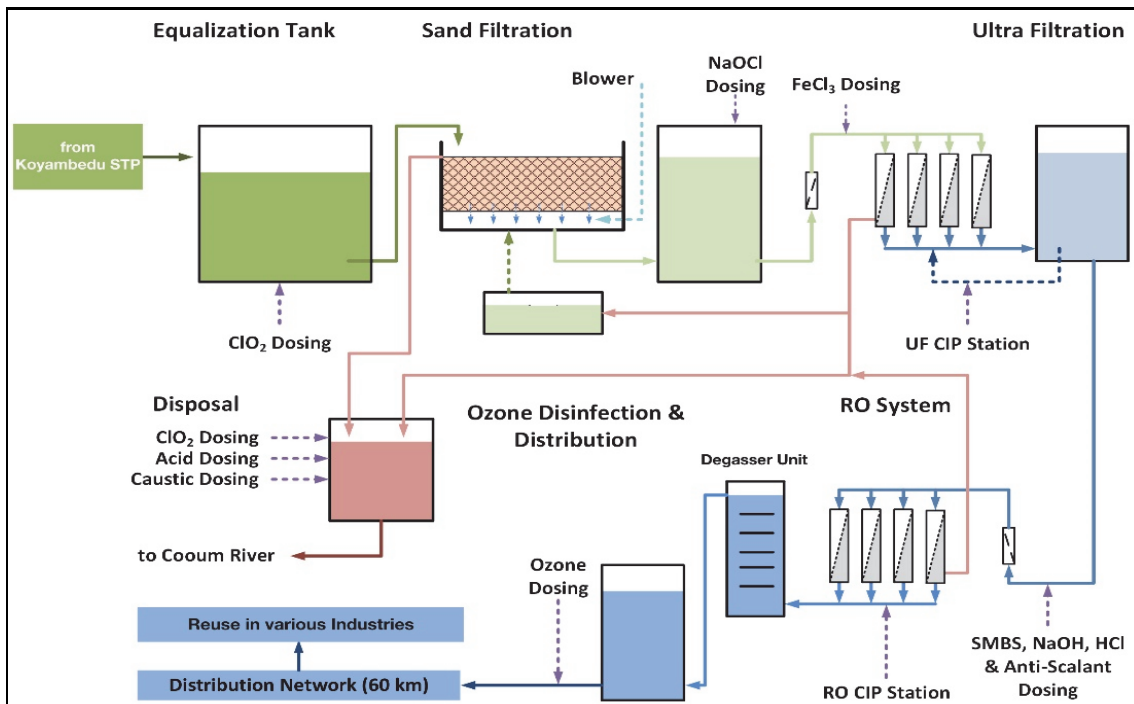 Equalization Tank
Sand Filtration
Ultra Filtration
Blower
NaOCl
Dosing
FeCl₃ Dosing
from
Koyambedu STP
ClO₂ Dosing
UF CIP Station
Disposal
ClO₂ Dosing
Acid Dosing
Caustic Dosing
to Cooum River
Ozone Disinfection &
Distribution
RO System
Degasser Unit
Ozone
Dosing
Reuse in various Industries
Distribution Network (60 km)
RO CIP Station
SMBS, NaOH, HCl
& Anti-Scalant
Dosing